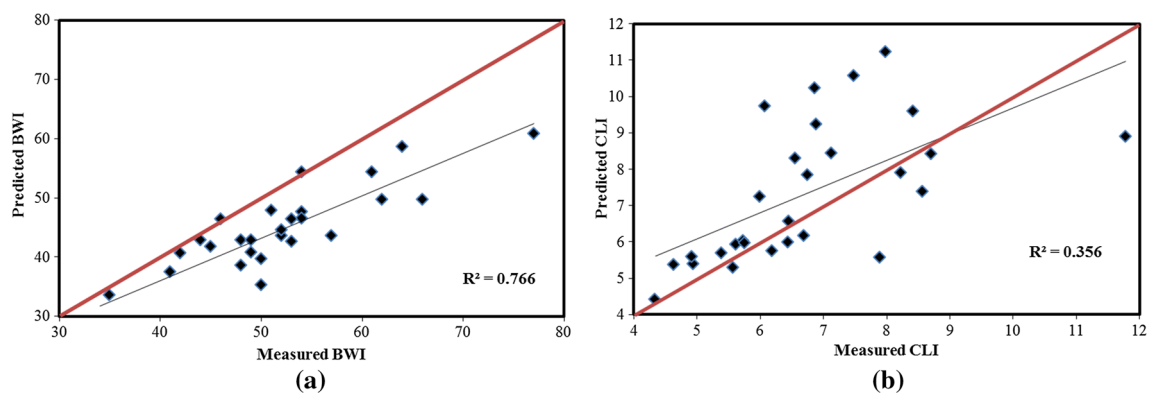 80
70
60
50
40
30
Predicted BWI
R² = 0.766
30 40 50 60 70 80
Measured BWI
(a)
12
11
10
9
8
7
6
5
4
Predicted CLI
R² = 0.356
4 5 6 7 8 9 10 11 12
Measured CLI
(b)